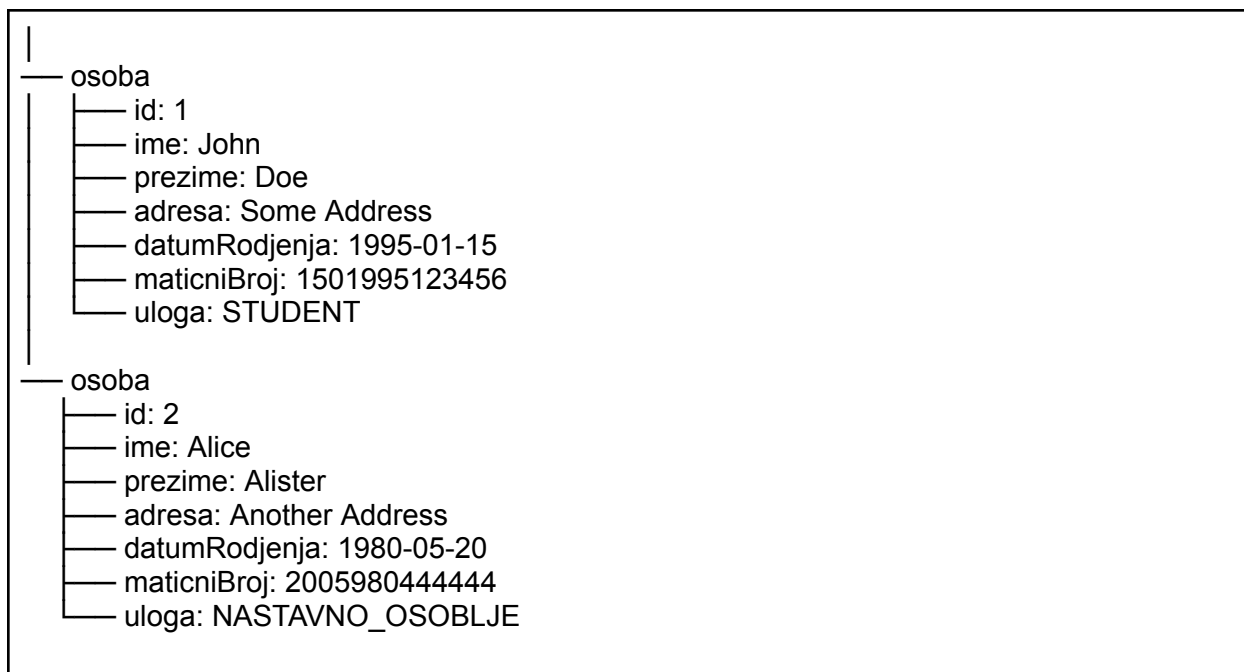 osoba
id: 1
ime: John
prezime: Doe
adresa: Some Address
datumRodjenja: 1995-01-15
maticniBroj: 1501995123456
uloga: STUDENT
osoba
id: 2
ime: Alice
prezime: Alister
adresa: Another Address
datumRodjenja: 1980-05-20
maticniBroj: 2005980444444
uloga: NASTAVNO_OSOBLJE